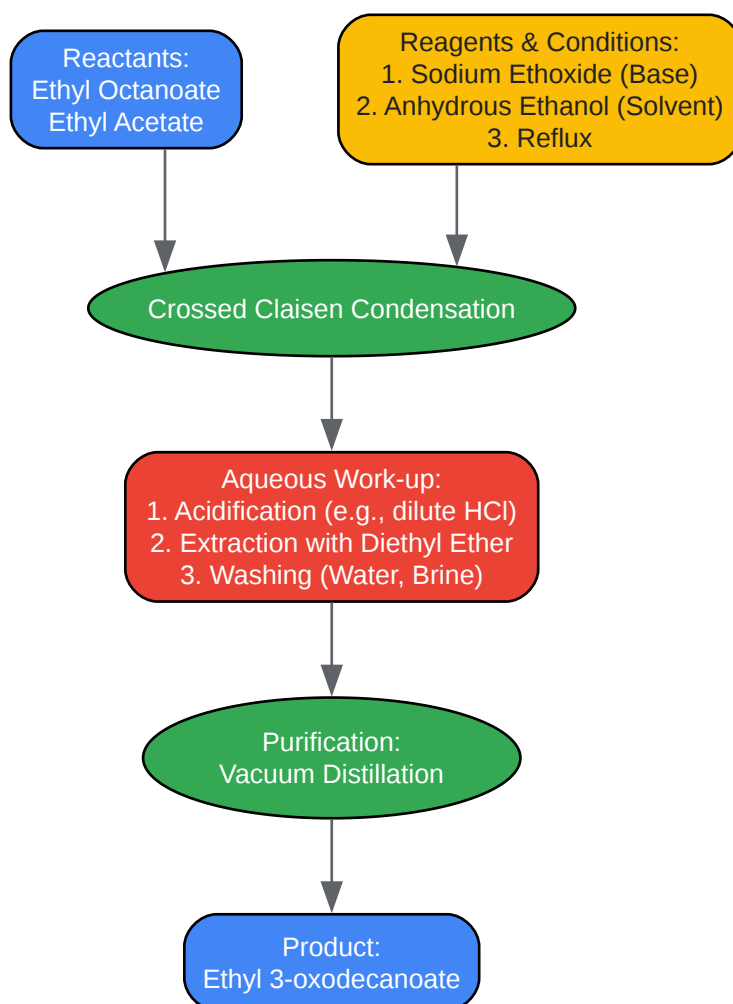 Reactants:
Ethyl Octanoate
Ethyl Acetate
Reagents & Conditions:
1. Sodium Ethoxide (Base)
2. Anhydrous Ethanol (Solvent)
3. Reflux
Crossed Claisen Condensation
Aqueous Work-up:
1. Acidification (e.g., dilute HCl)
2. Extraction with Diethyl Ether
3. Washing (Water, Brine)
Purification:
Vacuum Distillation
Product:
Ethyl 3-oxodecanoate